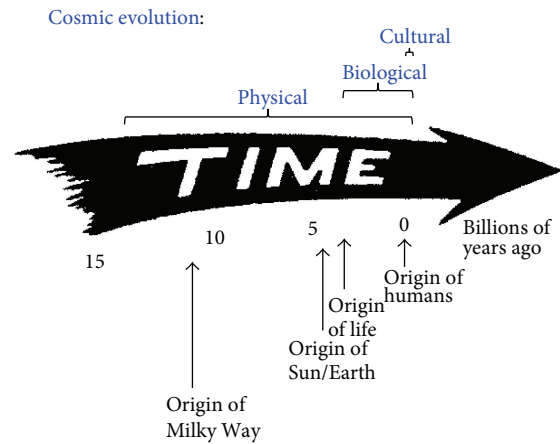 Cosmic evolution:
Cultural
Biological
Physical
TIME
15
10
5
0
Billions of
years ago
Origin of
humans
Origin
of life
Origin of
Sun/Earth
Origin of
Milky Way